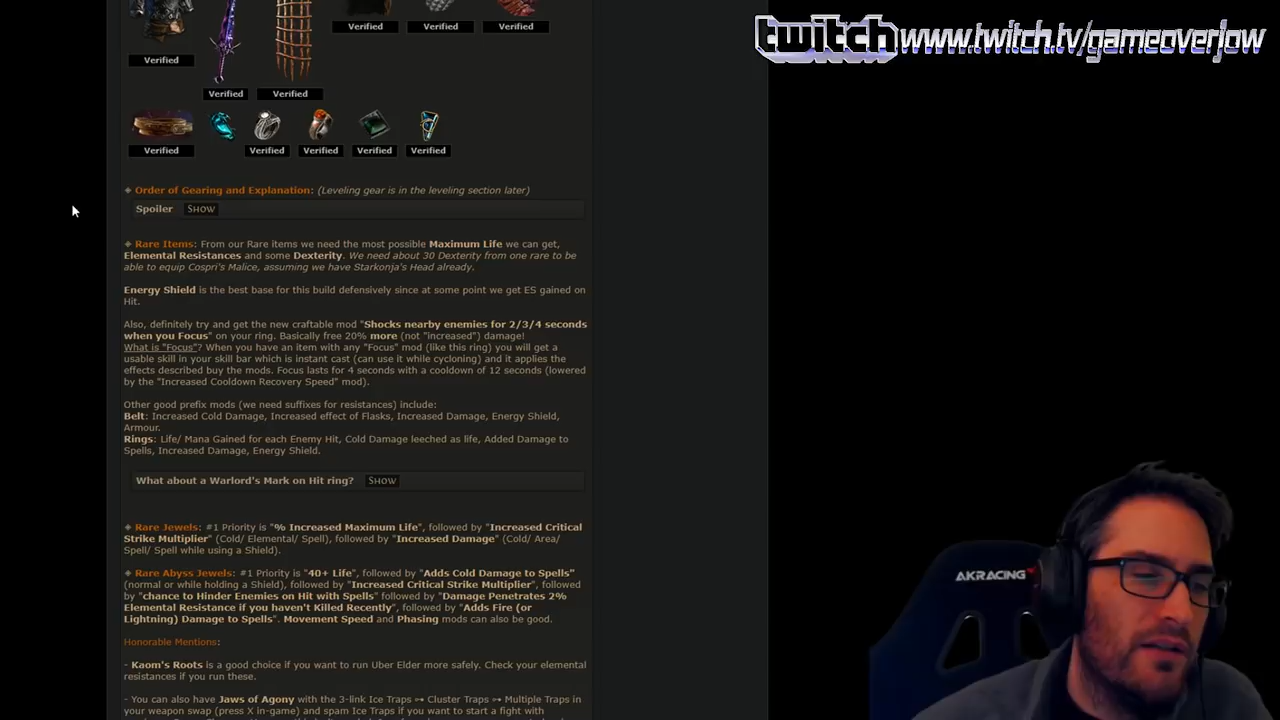 twitch www.twitch.tv/gameoverjow
Verified Verified Verified
Verified
Verified Verified
Verified Verified Verified Verified Verified
Order of Gearing and Explanation: (Leveling gear is in the leveling section later)
Spoiler SHOW
Rare Items: From our Rare items we need the most possible Maximum Life we can get,
Elemental Resistances and some Dexterity. We need about 30 Dexterity from one rare to be
able to equip Cospri's Malice, assuming we have Starkonja's Head already.
Energy Shield is the best base for this build defensively since at some point we get ES gained on
Hit.
Also, definitely try and get the new craftable mod "Shocks nearby enemies for 2/3/4 seconds
when you Focus" on your ring. Basically free 20% more (not "increased") damage!
What is "Focus"? When you have an item with any "Focus" mod (like this ring) you will get a
usable skill in your skill bar which is instant cast (can use it while cycloning) and it applies the
effects described buy the mods. Focus lasts for 4 seconds with a cooldown of 12 seconds (lowered
by the "Increased Cooldown Recovery Speed" mod).
Other good prefix mods (we need suffixes for resistances) include:
Belt: Increased Cold Damage, Increased effect of Flasks, Increased Damage, Energy Shield,
Armour.
Rings: Life/ Mana Gained for each Enemy Hit, Cold Damage leeched as life, Added Damage to
Spells, Increased Damage, Energy Shield.
What about a Warlord's Mark on Hit ring? SHOW
Rare Jewels: #1 Priority is "% Increased Maximum Life", followed by "Increased Critical
Strike Multiplier" (Cold/ Elemental/ Spell), followed by "Increased Damage" (Cold/ Area/
Spell/ Spell while using a Shield).
Rare Abyss Jewels: #1 Priority is "40+ Life", followed by "Adds Cold Damage to Spells"
(normal or while holding a Shield), followed by "Increased Critical Strike Multiplier", followed
by "chance to Hinder Enemies on Hit with Spells" followed by "Damage Penetrates 2%
Elemental Resistance if you haven't Killed Recently", followed by "Adds Fire (or
Lightning) Damage to Spells". Movement Speed and Phasing mods can also be good.
Honorable Mentions:
- Kaom's Roots is a good choice if you want to run Uber Elder more safely. Check your elemental
resistances if you run these.
- You can also have Jaws of Agony with the 3-link Ice Traps ⊶ Cluster Traps ⊶ Multiple Traps in
your weapon swap (press X in-game) and spam Ice Traps if you want to start a fight with
AKRACING